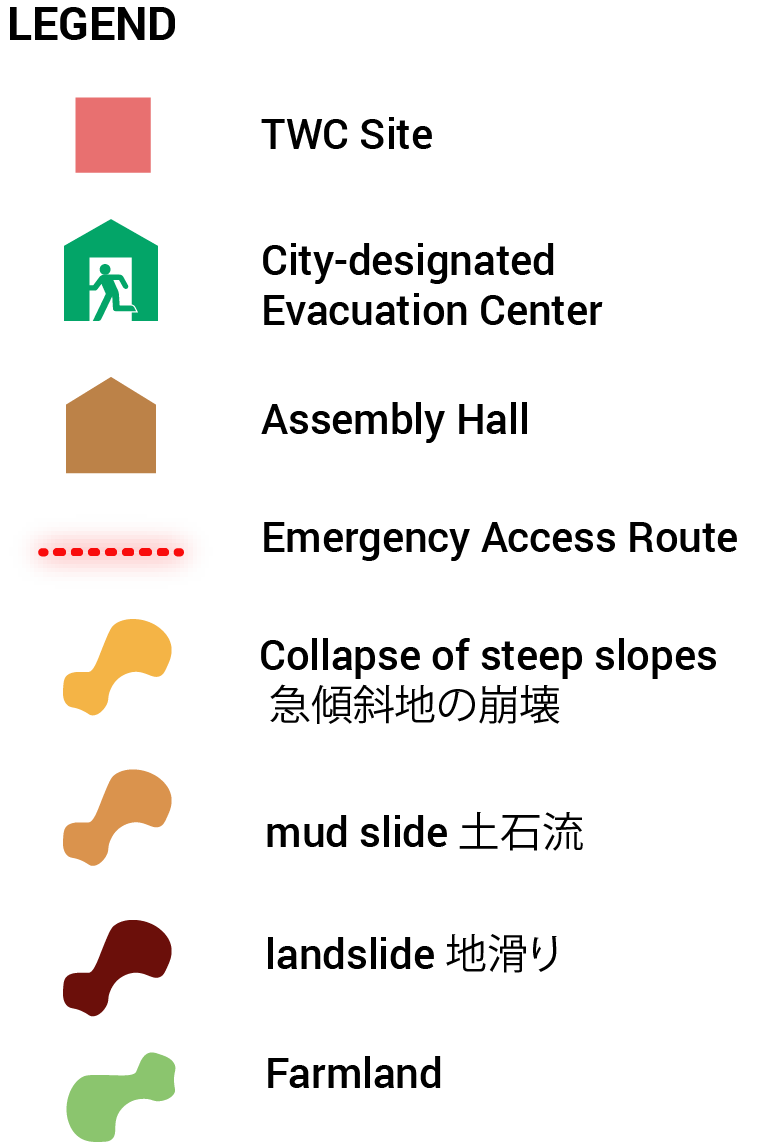 LEGEND
TWC Site
City-designated
Evacuation Center
Assembly Hall
Emergency Access Route
Collapse of steep slopes
急傾斜地の崩壊
mud slide 土石流
landslide 地滑り
Farmland